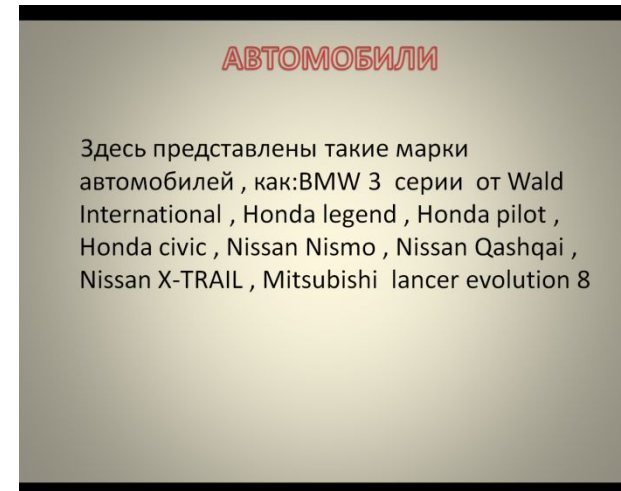 АВТОМОБИЛИ
Здесь представлены такие марки
автомобилей , как:BMW 3 серии от Wald
International , Honda legend , Honda pilot ,
Honda civic , Nissan Nismo , Nissan Qashqai ,
Nissan X-TRAIL , Mitsubishi lancer evolution 8